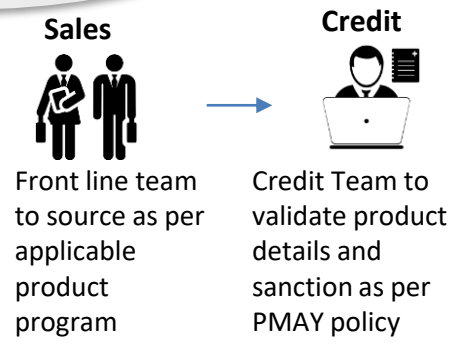 Sales
Front line team
to source as per
applicable
product
program
Credit
Credit Team to
validate product
details and
sanction as per
PMAY policy